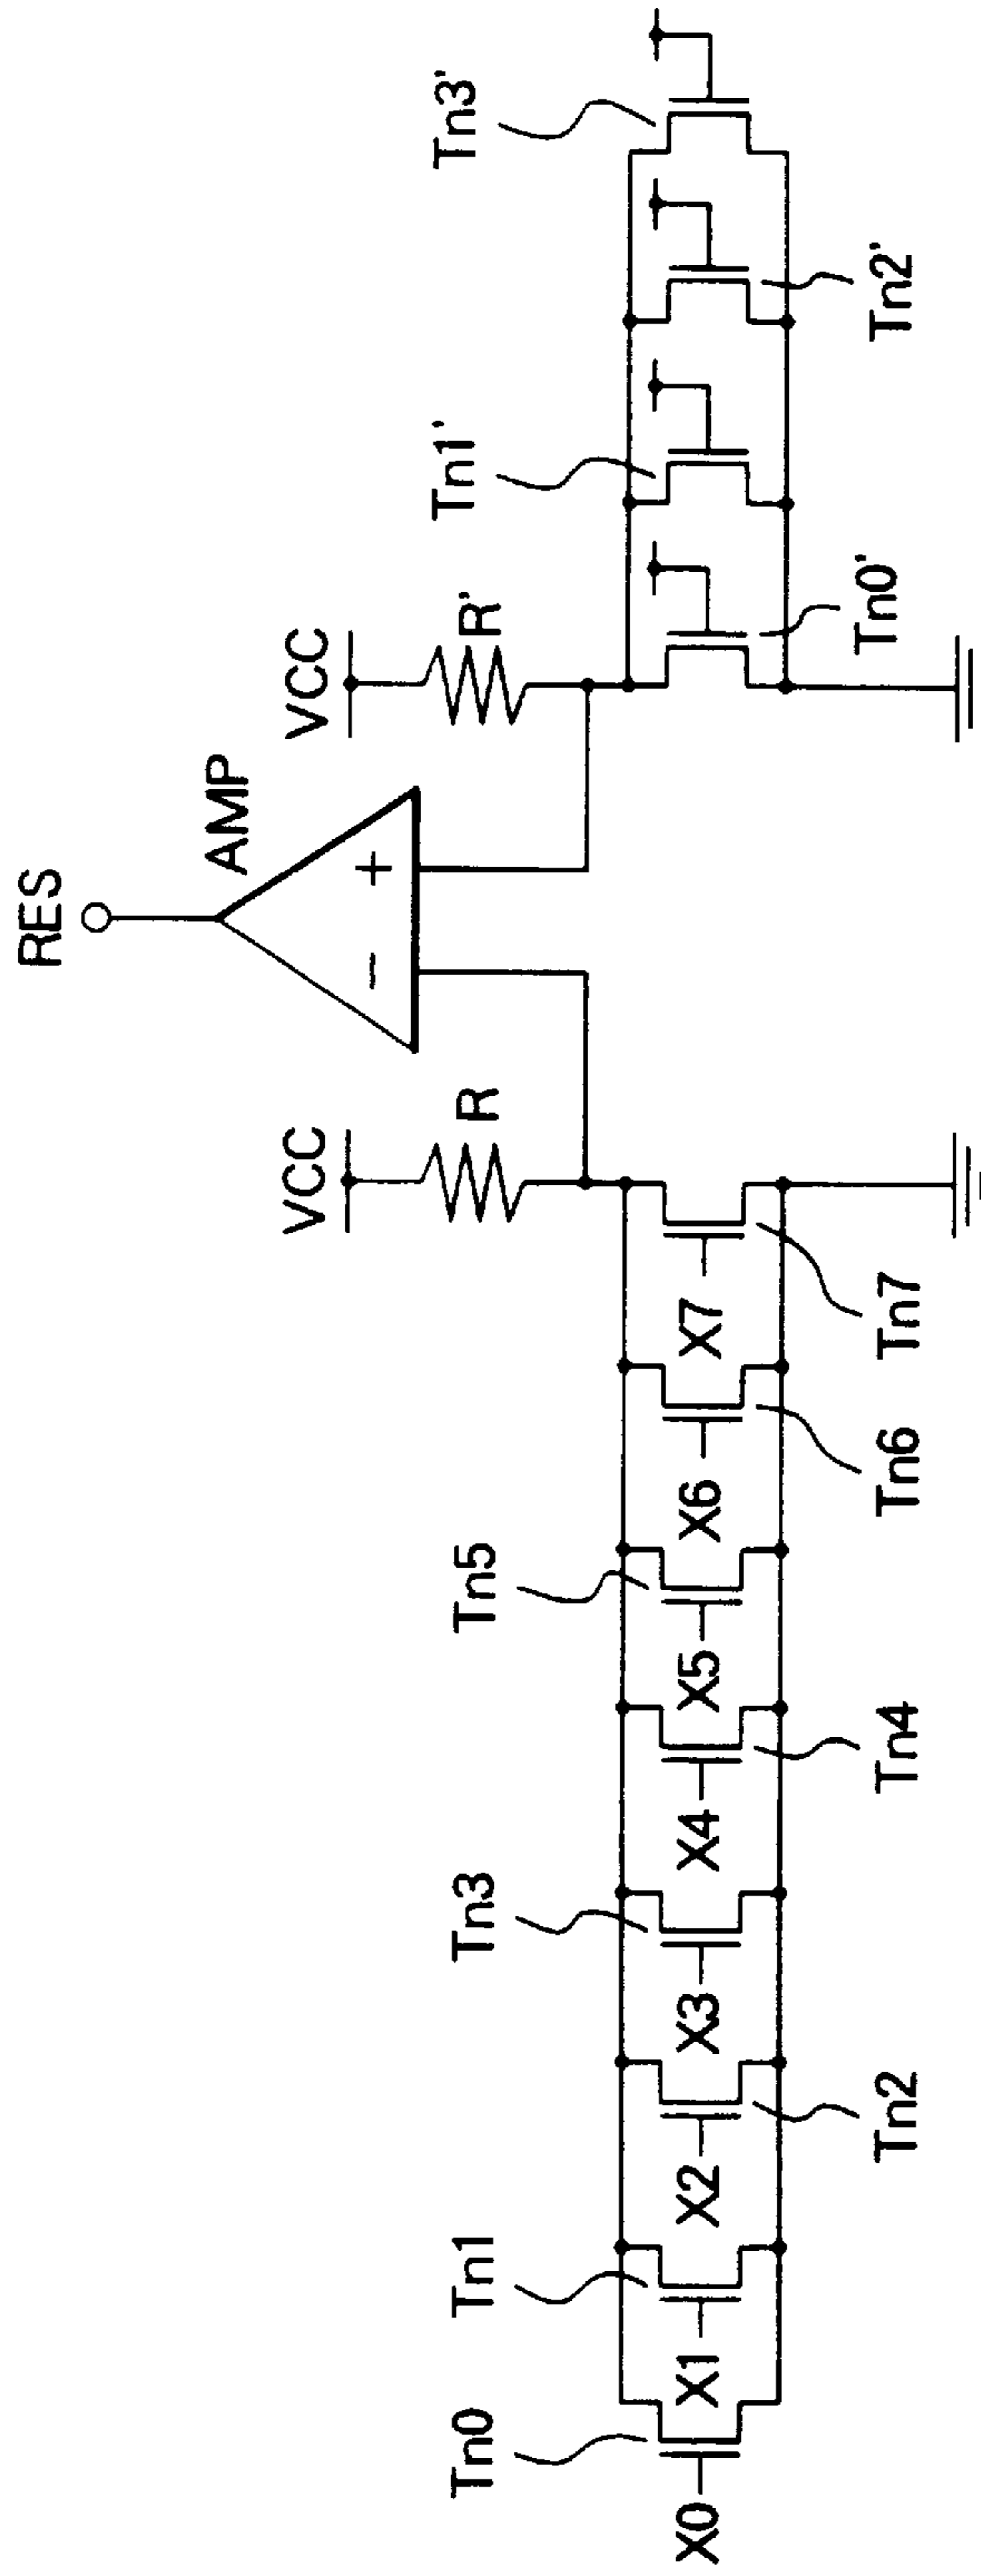 RES
AMP
VCC
VCC
R
R'
Tn0
Tn1
Tn3
Tn5
Tn1'
Tn3'
X0
X1
X2
X3
X4
X5
X6
X7
Tn2
Tn4
Tn6
Tn7
Tn0'
Tn2'
−
+